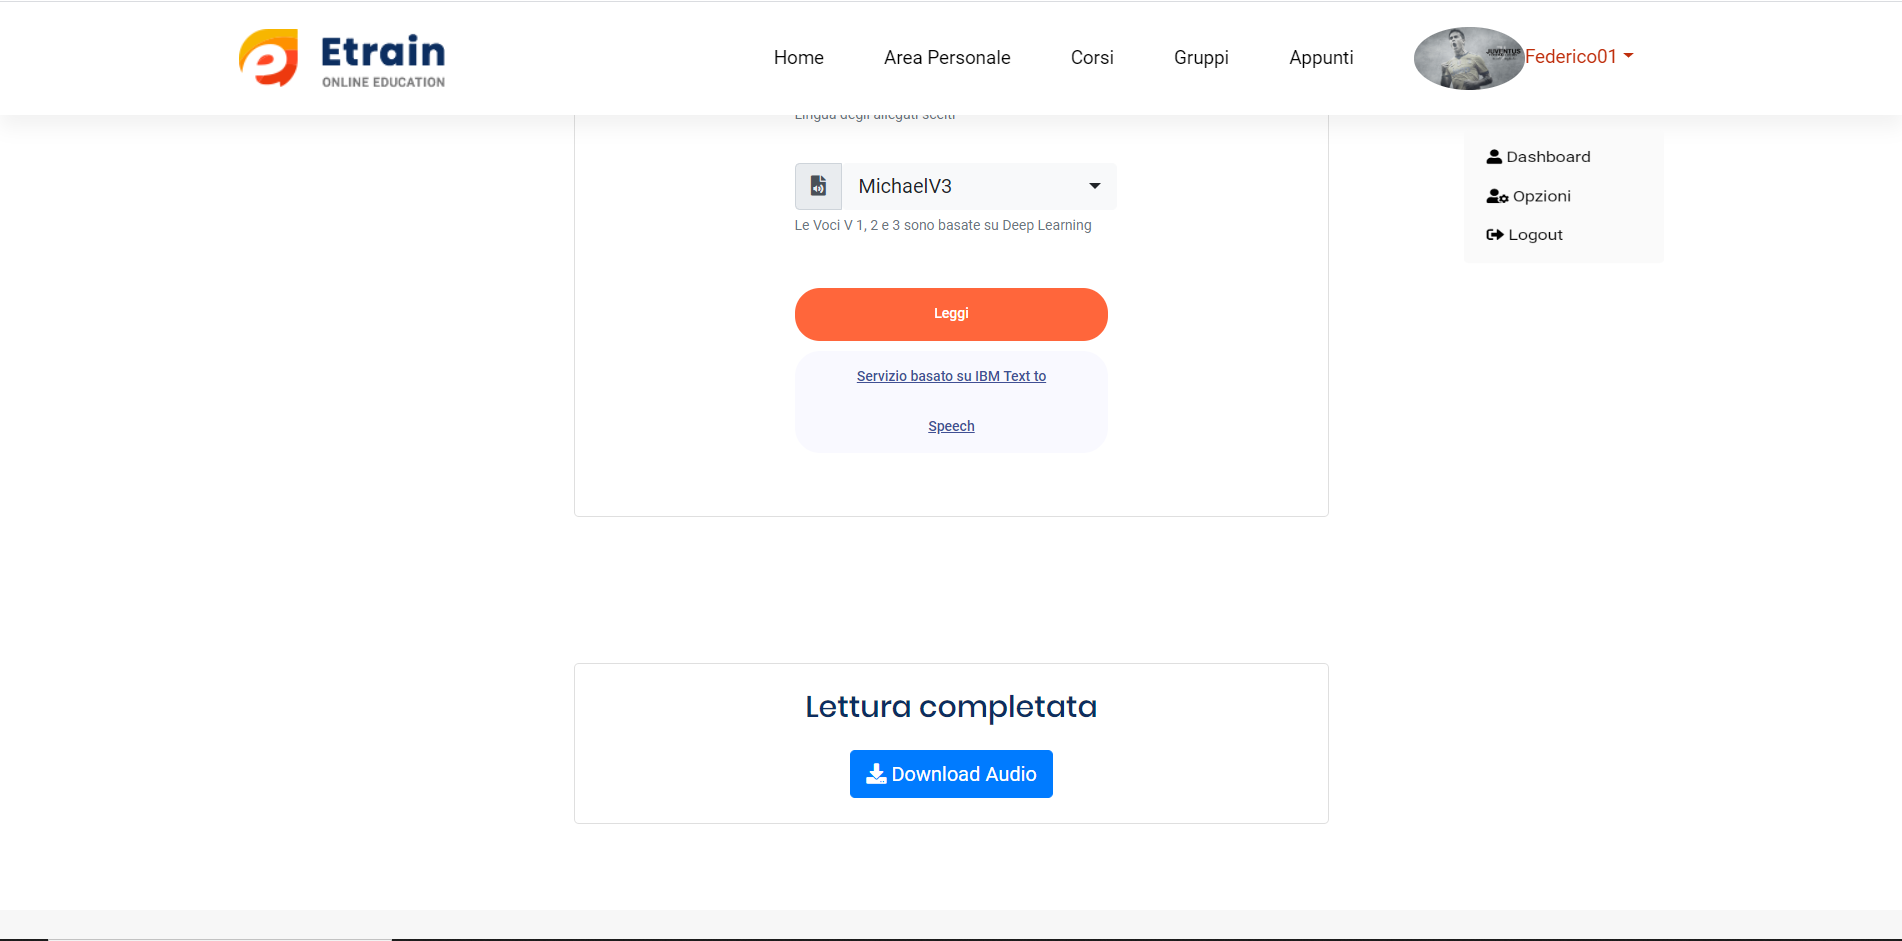 Etrain
ONLINE EDUCATION
Home
Area Personale
Corsi
Gruppi
Appunti
JUVENTUS
Federico01
Lingua degli allegati scelti
Dashboard
Opzioni
Logout
MichaelV3
Le Voci V 1, 2 e 3 sono basate su Deep Learning
Leggi
Servizio basato su IBM Text to
Speech
Lettura completata
Download Audio